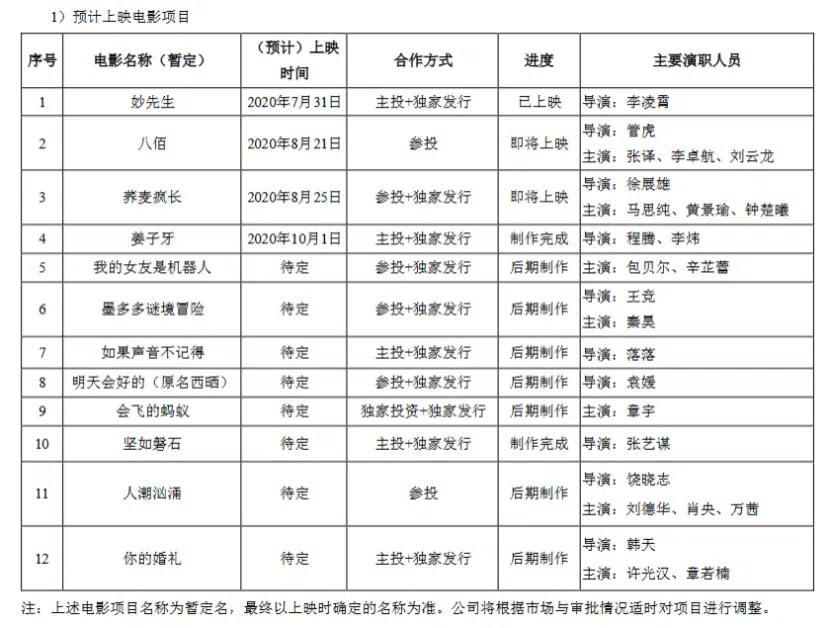 1）预计上映电影项目
序号 电影名称（暂定） （预计）上映时间 合作方式 进度 主要演职人员
1 妙先生 2020年7月31日 主投+独家发行 已上映 导演：李凌霄
2 八佰 2020年8月21日 参投 即将上映 导演：管虎
主演：张译、李卓航、刘云龙
3 荞麦疯长 2020年8月25日 参投+独家发行 即将上映 导演：徐展雄
主演：马思纯、黄景瑜、钟楚曦
4 姜子牙 2020年10月1日 主投+独家发行 制作完成 导演：程腾、李炜
5 我的女友是机器人 待定 参投+独家发行 后期制作 主演：包贝尔、辛芷蕾
6 墨多多谜境冒险 待定 参投+独家发行 后期制作 导演：王竞
主演：秦昊
7 如果声音不记得 待定 主投+独家发行 后期制作 导演：落落
8 明天会好的（原名西晒） 待定 参投+独家发行 后期制作 导演：袁媛
9 会飞的蚂蚁 待定 独家投资+独家发行 后期制作 主演：章宇
10 坚如磐石 待定 主投+独家发行 制作完成 导演：张艺谋
11 人潮汹涌 待定 参投 后期制作 导演：饶晓志
主演：刘德华、肖央、万茜
12 你的婚礼 待定 主投+独家发行 后期制作 导演：韩天
主演：许光汉、章若楠
注：上述电影项目名称为暂定名，最终以上映时确定的名称为准。公司将根据市场与审批情况适时对项目进行调整。